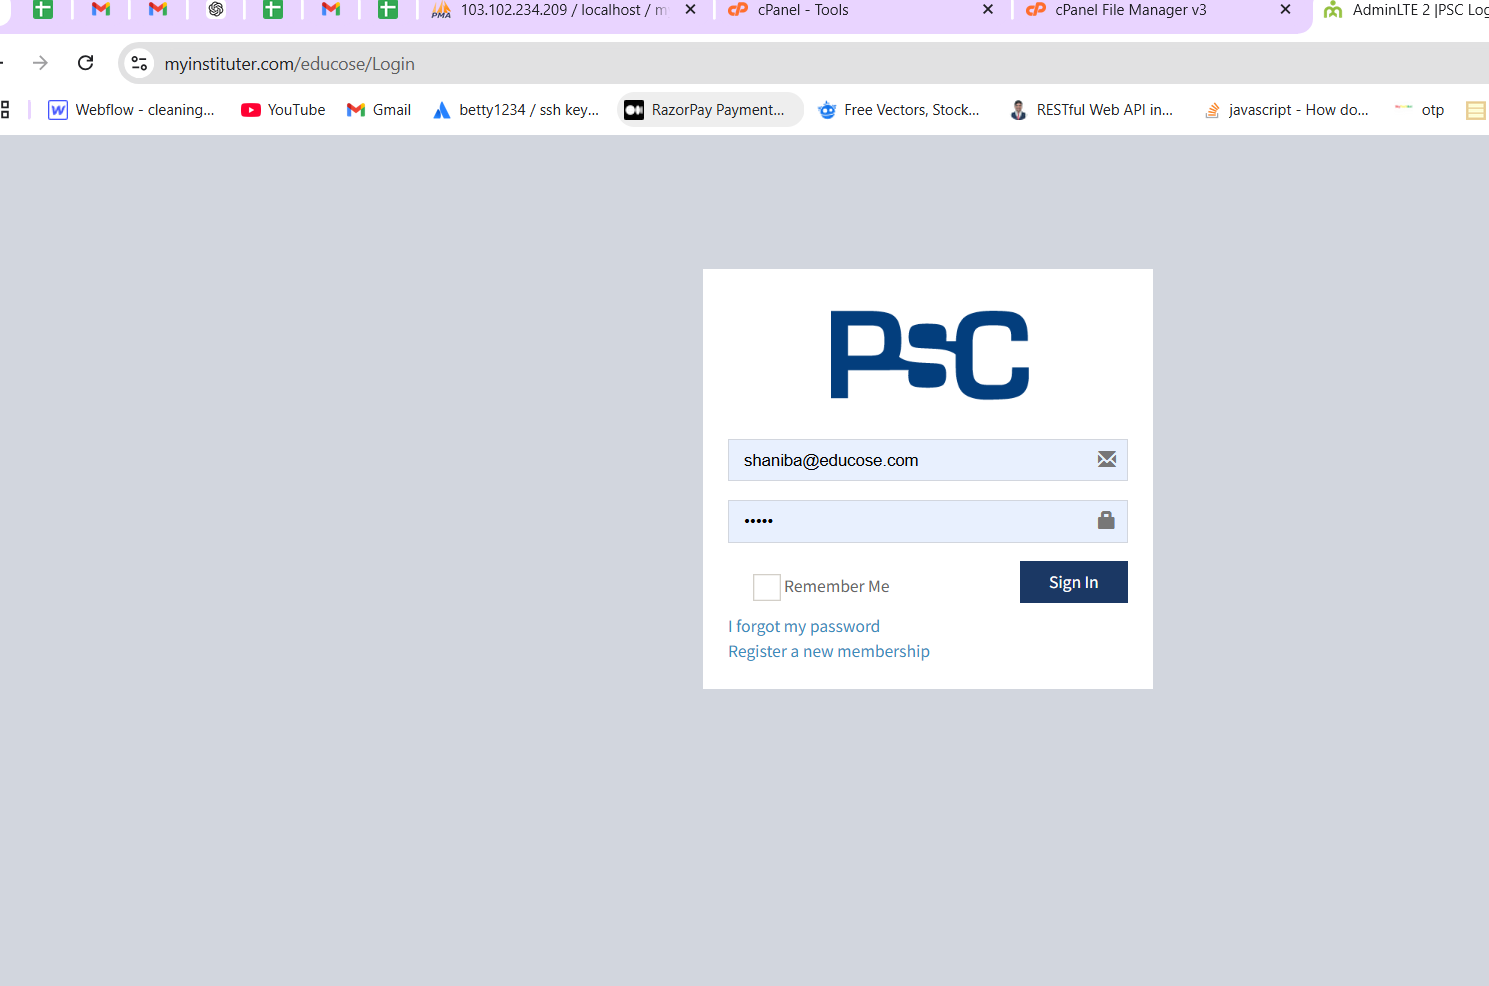 103.102.234.209 / localhost / m
cPanel - Tools
cPanel File Manager v3
AdminLTE 2 |PSC Log
myinstituter.com/educose/Login
Webflow - cleaning...
YouTube
Gmail
betty1234 / ssh key...
RazorPay Payment...
Free Vectors, Stock...
RESTful Web API in...
javascript - How do...
otp
PSC
shaniba@educose.com
•••••
Remember Me
Sign In
I forgot my password
Register a new membership